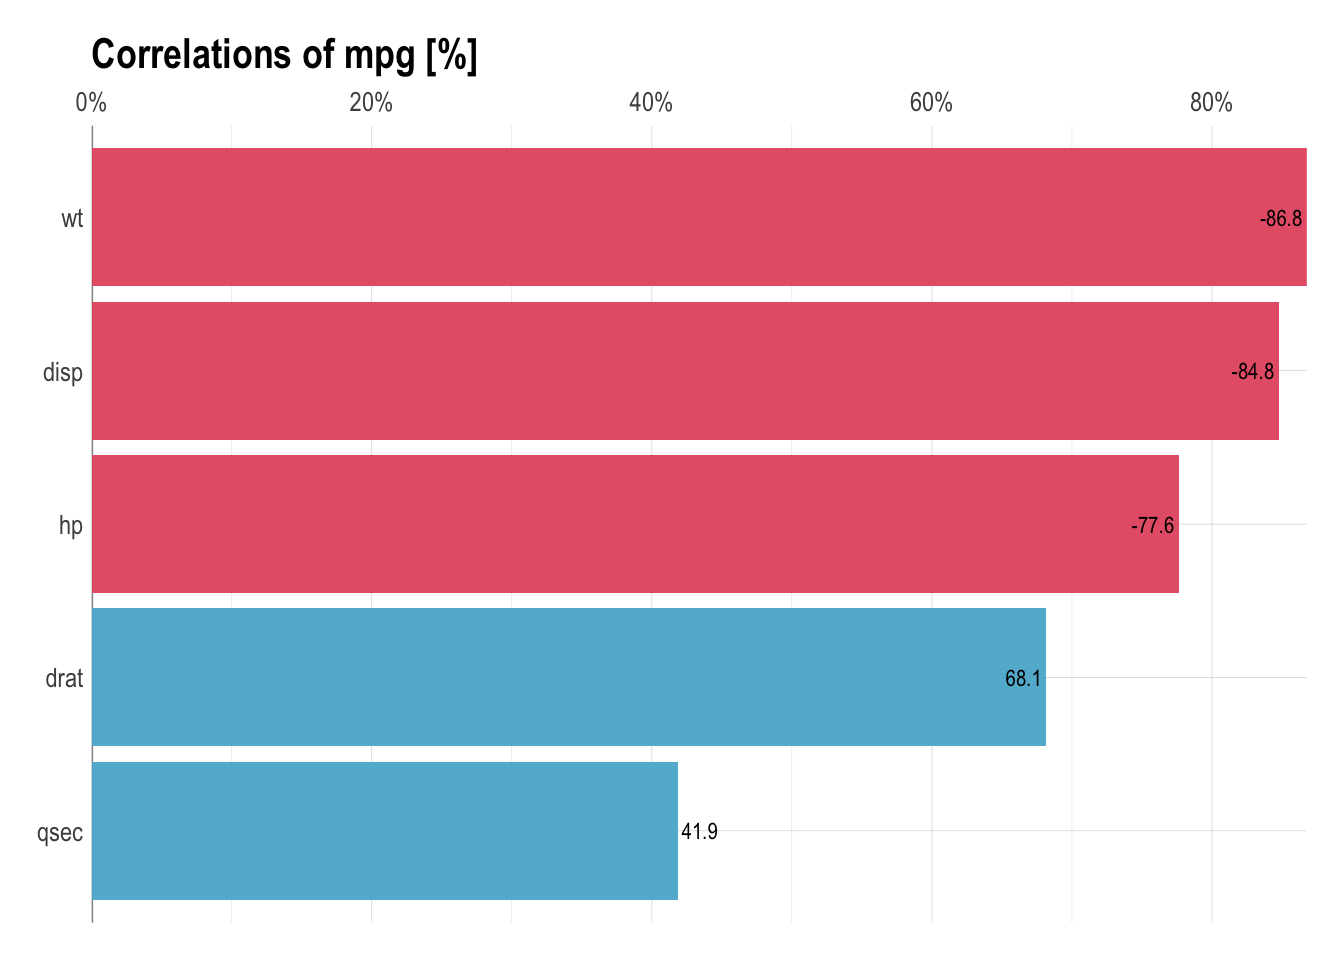 Correlations of mpg [%]
0% 20% 40% 60% 80%
wt -86.8
disp -84.8
hp -77.6
drat 68.1
qsec 41.9